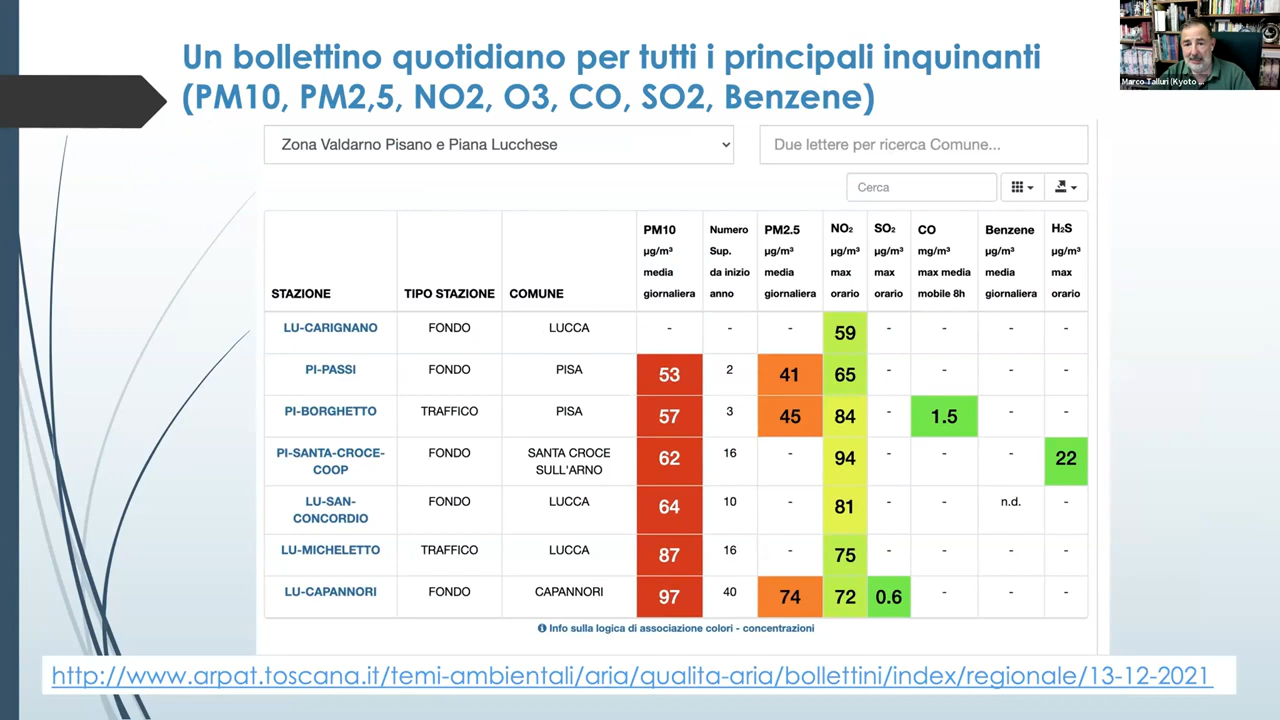 Un bollettino quotidiano per tutti i principali inquinanti
(PM10, PM2,5, NO2, O3, CO, SO2, Benzene)
Marco Talluri (Kyoto ...
Zona Valdarno Pisano e Piana Lucchese
Due lettere per ricerca Comune...
Cerca
STAZIONE TIPO STAZIONE COMUNE PM10 µg/m³ media giornaliera Numero Sup. da inizio anno PM2.5 µg/m³ media giornaliera NO₂ µg/m³ max orario SO₂ µg/m³ max orario CO mg/m³ max media mobile 8h Benzene µg/m³ media giornaliera H₂S µg/m³ max orario
LU-CARIGNANO FONDO LUCCA - - - 59 - - - -
PI-PASSI FONDO PISA 53 2 41 65 - - - -
PI-BORGHETTO TRAFFICO PISA 57 3 45 84 - 1.5 - -
PI-SANTA-CROCE-COOP FONDO SANTA CROCE SULL'ARNO 62 16 - 94 - - - 22
LU-SAN-CONCORDIO FONDO LUCCA 64 10 - 81 - - n.d. -
LU-MICHELETTO TRAFFICO LUCCA 87 16 - 75 - - - -
LU-CAPANNORI FONDO CAPANNORI 97 40 74 72 0.6 - - -
Info sulla logica di associazione colori - concentrazioni
http://www.arpat.toscana.it/temi-ambientali/aria/qualita-aria/bollettini/index/regionale/13-12-2021